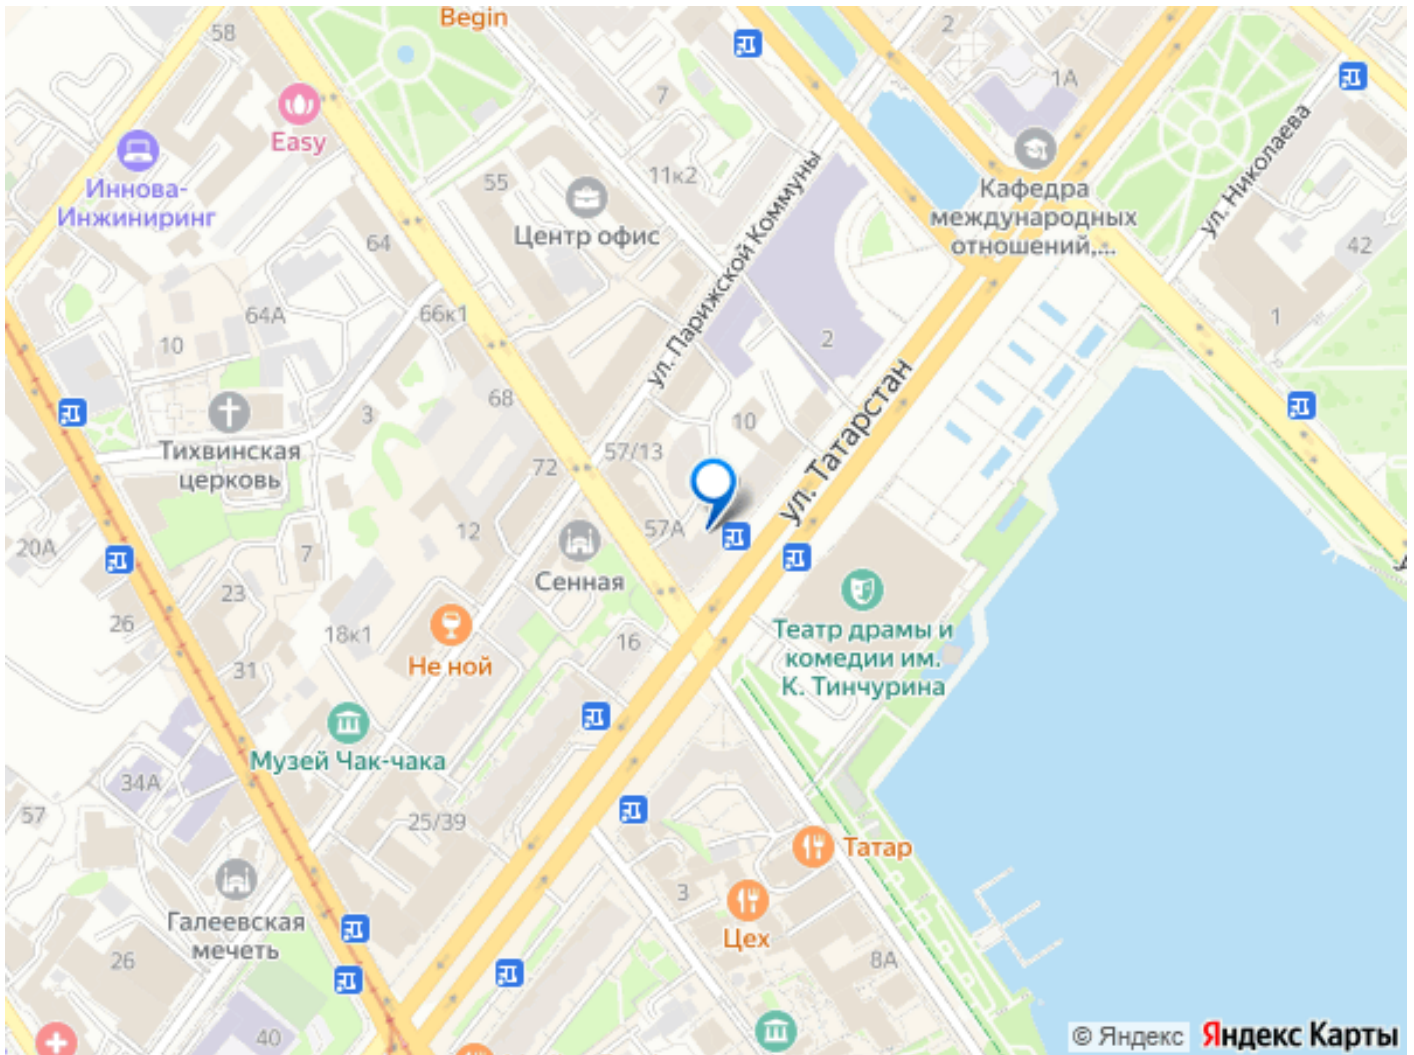 Begin
58
2
7
1А
Easy
Иннова-
Инжиниринг
55
11к2
Центр офис
64
ул. Парижской Коммуны
Кафедра
международных
отношений,...
ул. Николаева
42
64А
66к1
10
2
1
68
3
10
ул. Татарстан
Тихвинская
церковь
72
57/13
12
57А
20А
7
Сенная
23
26
18к1
16
31
Не ной
Театр драмы и
комедии им.
К. Тинчурина
Музей Чак-чака
34А
57
25/39
Татар
3
Цех
Галеевская
мечеть
26
8А
40
© Яндекс
Яндекс Карты